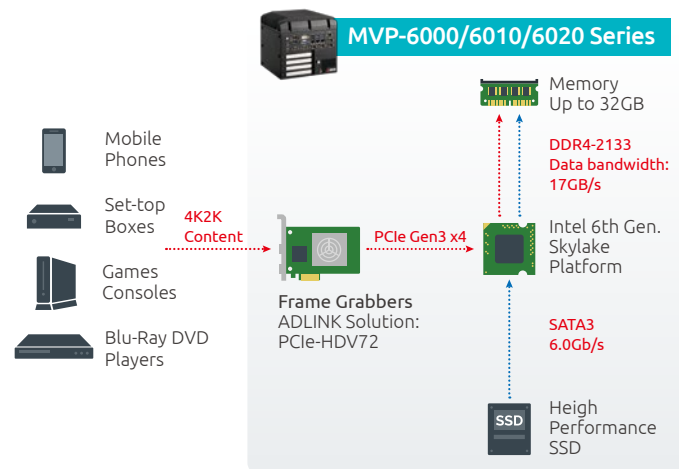 MVP-6000/6010/6020 Series
Memory
Up to 32GB
DDR4-2133
Data bandwidth:
17GB/s
Mobile
Phones
Set-top
Boxes
Games
Consoles
Blu-Ray DVD
Players
4K2K
Content
PCIe Gen3 x4
Intel 6th Gen.
Skylake
Platform
Frame Grabbers
ADLINK Solution:
PCIe-HDV72
SATA3
6.0Gb/s
SSD
Heigh
Performance
SSD